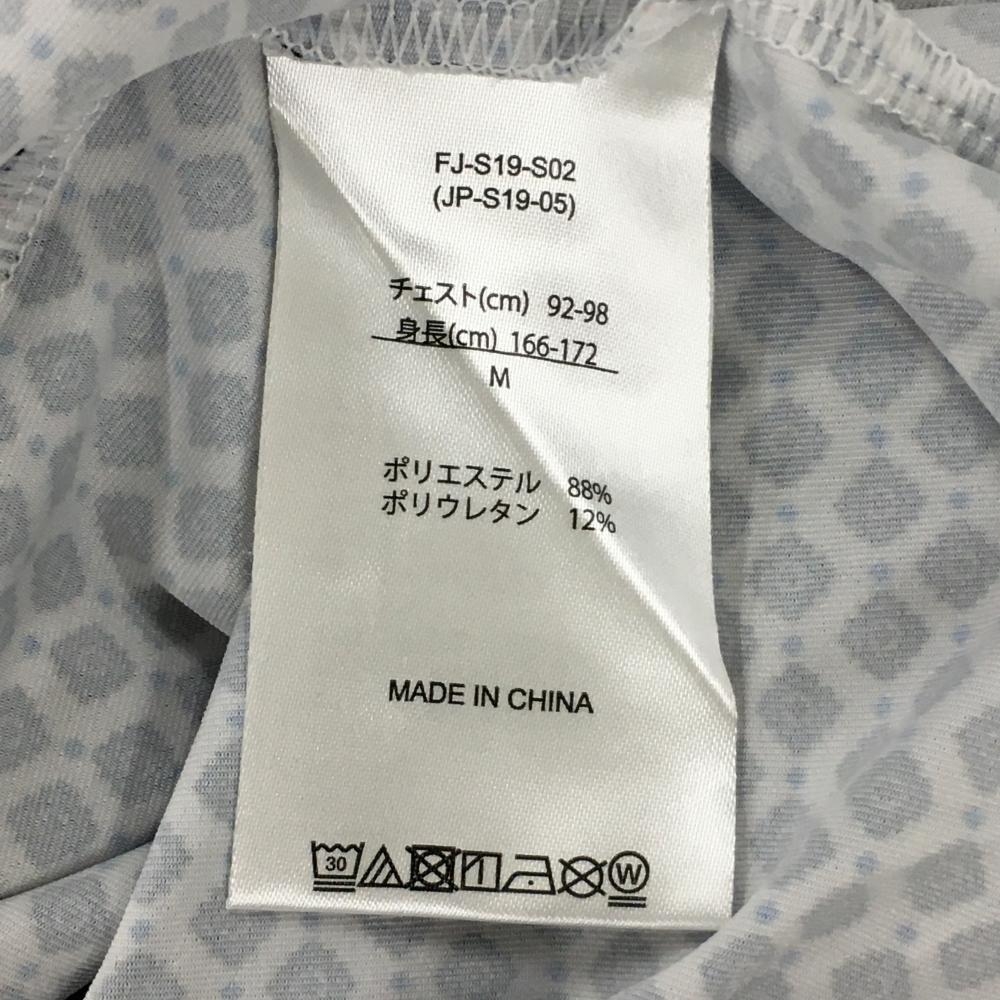 FJ-S19-S02
(JP-S19-05)
チェスト(cm) 92-98
身長(cm) 166-172
M
ポリエステル 88%
ポリウレタン 12%
MADE IN CHINA
30 W